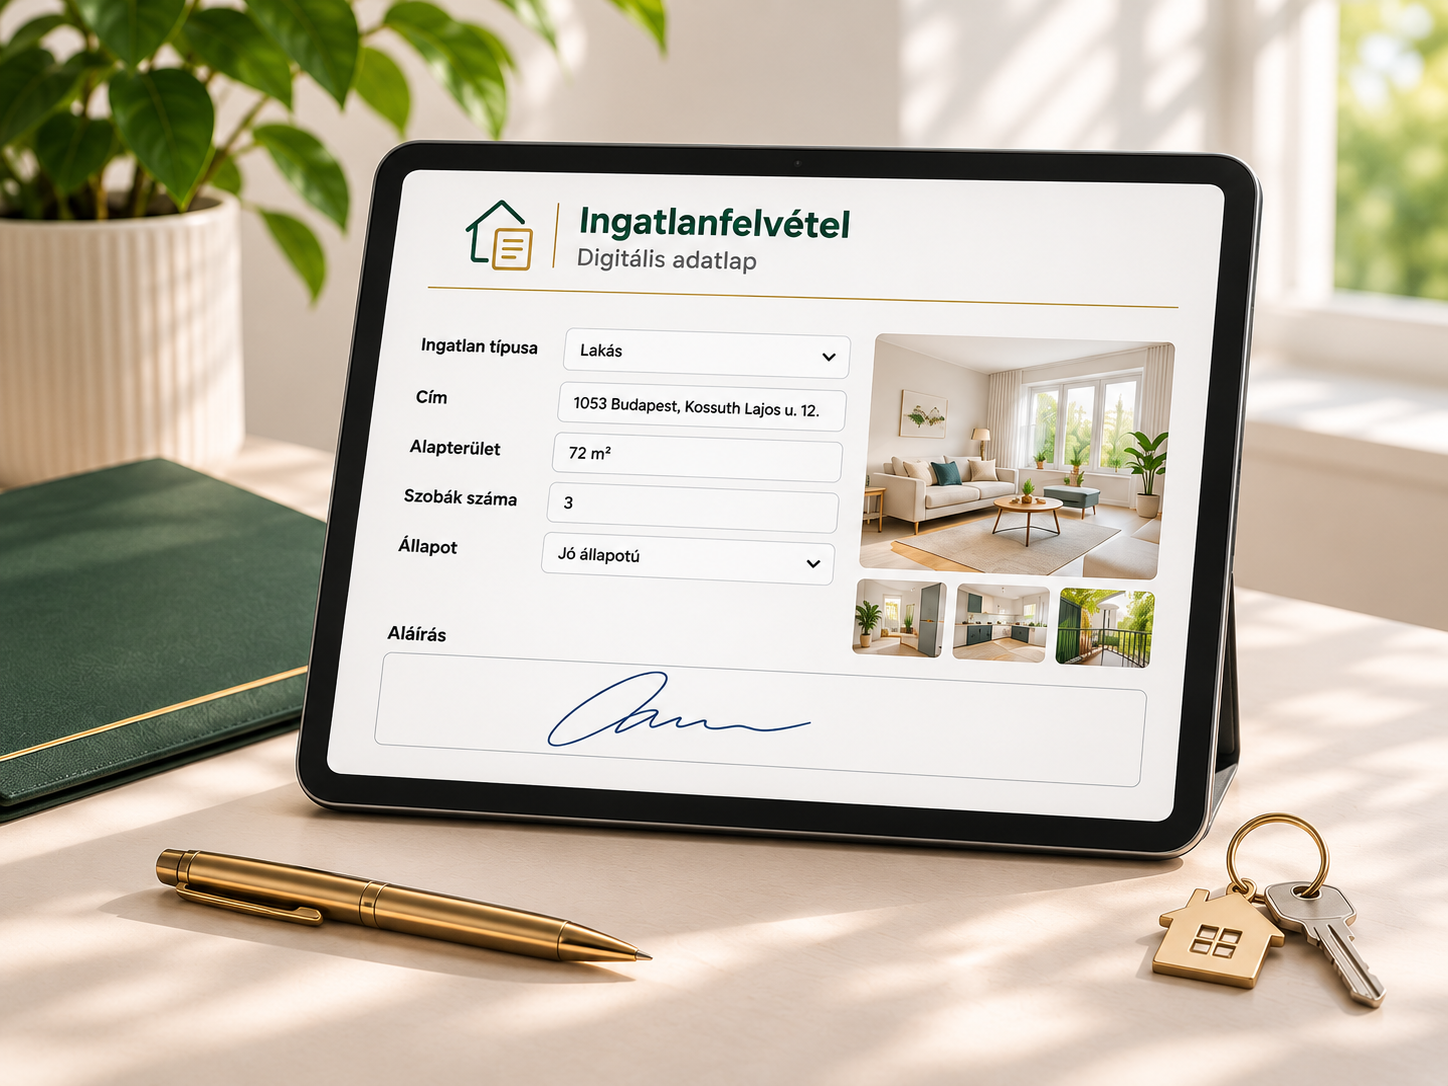 Ingatlanfelvétel
Digitális adatlap
Ingatlan típusa
Lakás
Cím
1053 Budapest, Kossuth Lajos u. 12.
Alapterület
72 m²
Szobák száma
3
Állapot
Jó állapotú
Aláírás